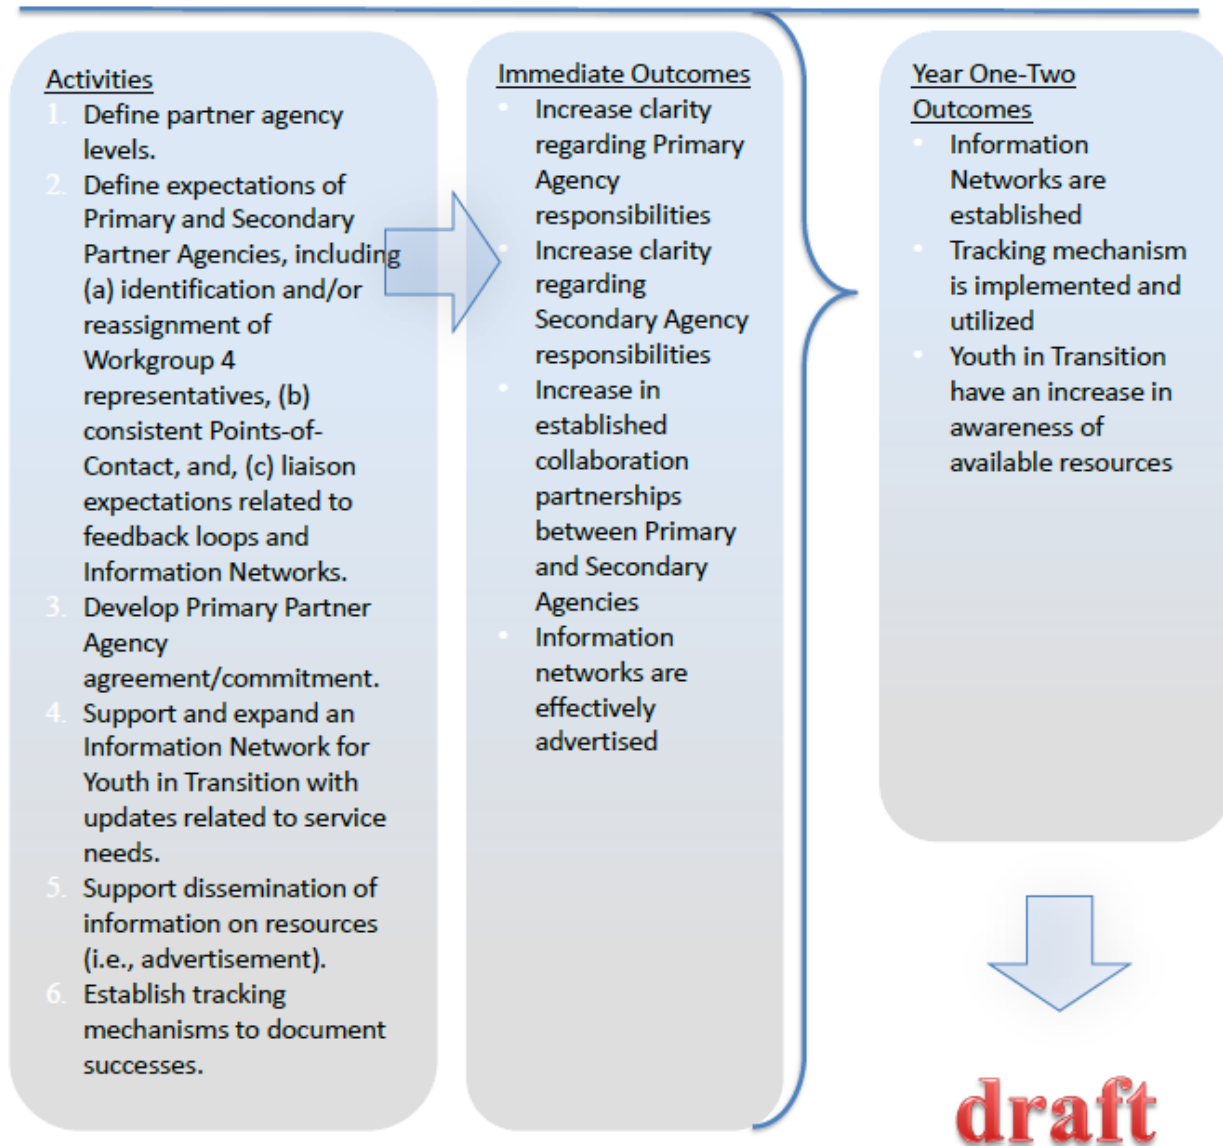 Activities
1. Define partner agency
levels.
2. Define expectations of
Primary and Secondary
Partner Agencies, including
(a) identification and/or
reassignment of
Workgroup 4
representatives, (b)
consistent Points-of-
Contact, and, (c) liaison
expectations related to
feedback loops and
Information Networks.
3. Develop Primary Partner
Agency
agreement/commitment.
4. Support and expand an
Information Network for
Youth in Transition with
updates related to service
needs.
5. Support dissemination of
information on resources
(i.e., advertisement).
6. Establish tracking
mechanisms to document
successes.
Immediate Outcomes
• Increase clarity
regarding Primary
Agency
responsibilities
• Increase clarity
regarding
Secondary Agency
responsibilities
• Increase in
established
collaboration
partnerships
between Primary
and Secondary
Agencies
• Information
networks are
effectively
advertised
Year One-Two
Outcomes
• Information
Networks are
established
• Tracking mechanism
is implemented and
utilized
• Youth in Transition
have an increase in
awareness of
available resources
draft